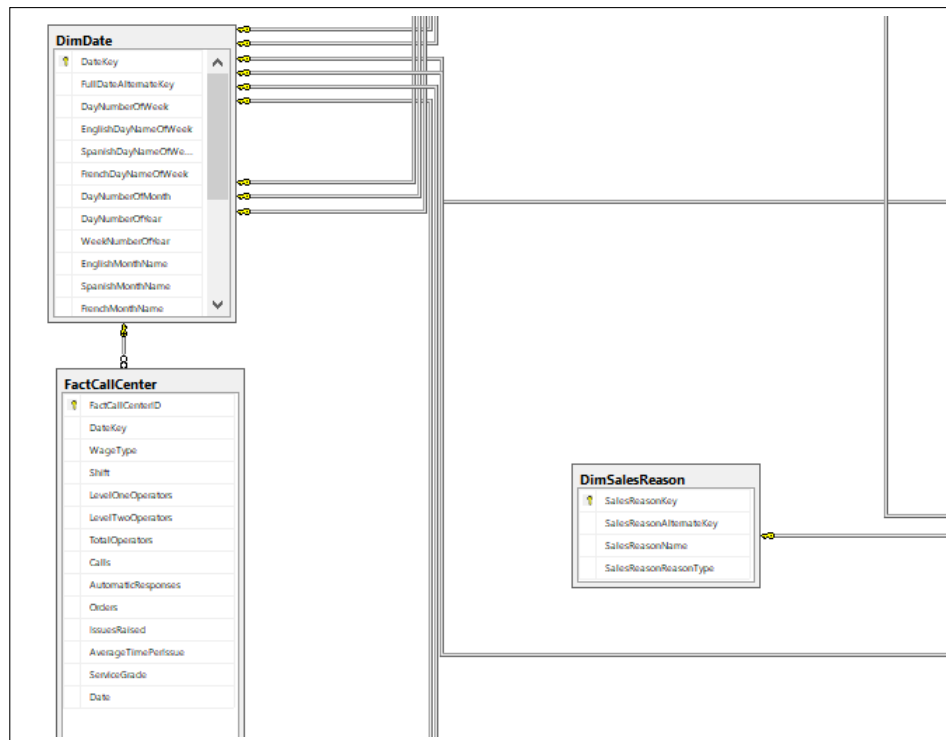 DimDate
DateKey
FullDateAlternateKey
DayNumberOfWeek
EnglishDayNameOfWeek
SpanishDayNameOfWe...
FrenchDayNameOfWeek
DayNumberOfMonth
DayNumberOfYear
WeekNumberOfYear
EnglishMonthName
SpanishMonthName
FrenchMonthName
FactCallCenter
FactCallCenterID
DateKey
WageType
Shift
LevelOneOperators
LevelTwoOperators
TotalOperators
Calls
AutomaticResponses
Orders
IssuesRaised
AverageTimePerIssue
ServiceGrade
Date
DimSalesReason
SalesReasonKey
SalesReasonAlternateKey
SalesReasonName
SalesReasonReasonType